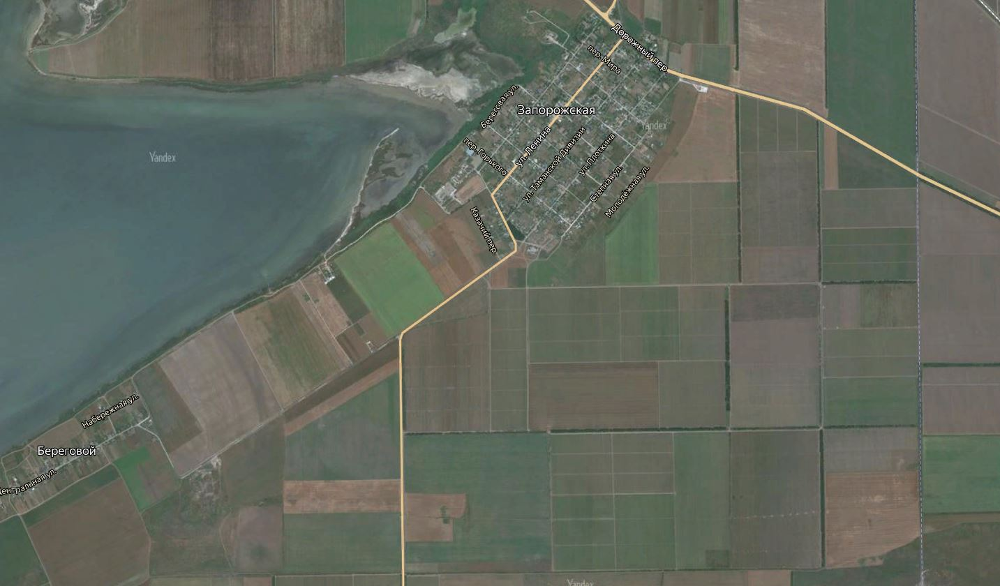 Дорожный пер.
пер. Мира
Береговая ул.
Запорожская
Yandex
пер. Горького
ул. Ленина
ул. Таманской Дивизии
ул. Плоткина
Yandex
Степная ул.
Молодёжная ул.
Казачий пер.
Набережная ул.
Береговой
Центральная ул.
Yandex